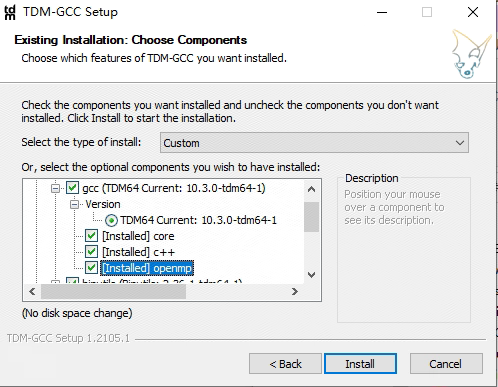 TDM-GCC Setup
Existing Installation: Choose Components
Choose which features of TDM-GCC you want installed.
Check the components you want installed and uncheck the components you don't want
installed. Click Install to start the installation.
Select the type of install:
Custom
Or, select the optional components you wish to have installed:
gcc (TDM64 Current: 10.3.0-tdm64-1)
Version
TDM64 Current: 10.3.0-tdm64-1
[Installed] core
[Installed] c++
[Installed] openmp
Description
Position your mouse
over a component to
see its description.
(No disk space change)
TDM-GCC Setup 1.2105.1
< Back
Install
Cancel